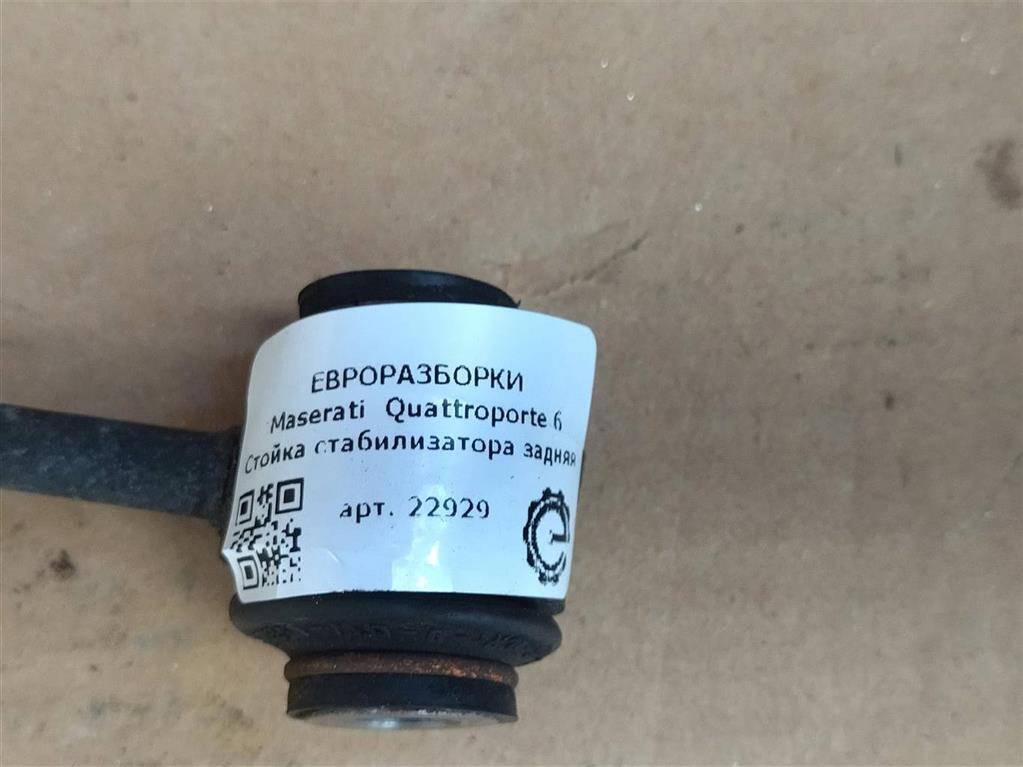 ЕВРОРАЗБОРКИ
Maserati Quattroporte 6
Стойка стабилизатора задняя
арт. 22929